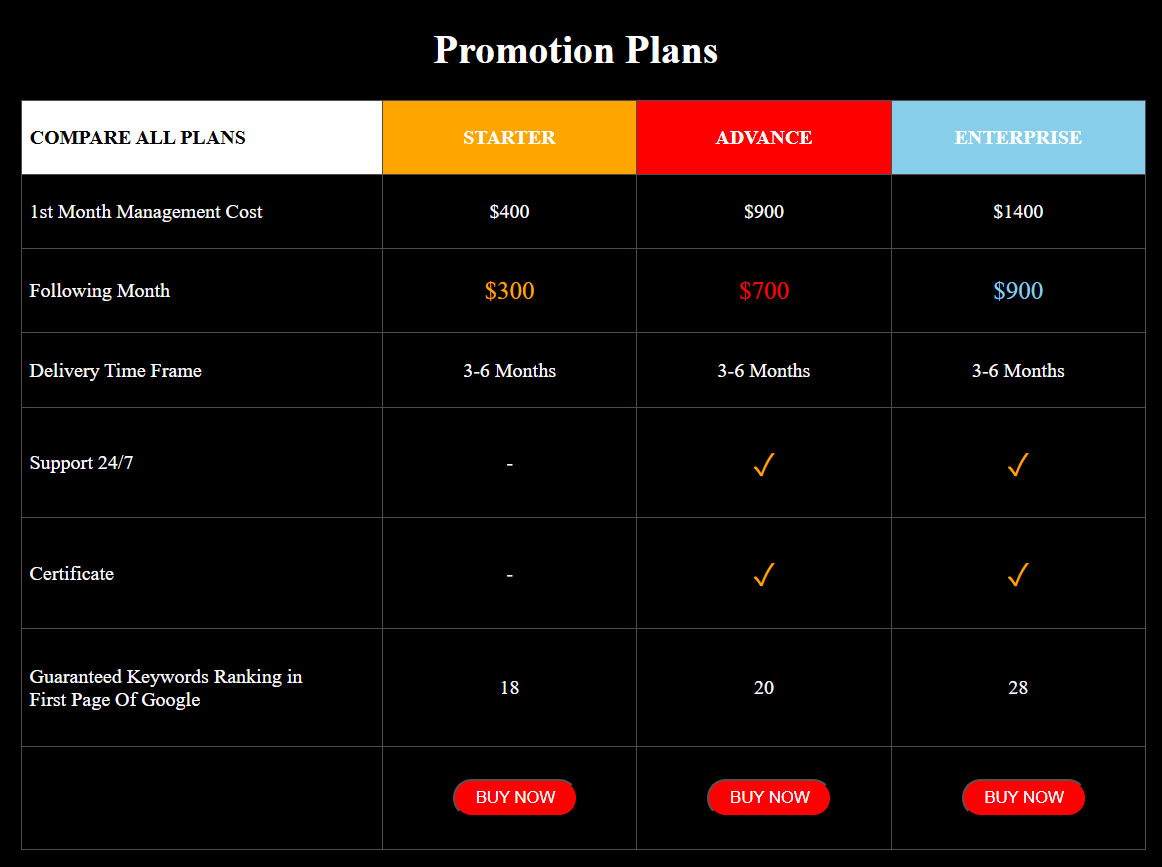 Promotion Plans
COMPARE ALL PLANS STARTER ADVANCE ENTERPRISE
1st Month Management Cost $400 $900 $1400
Following Month $300 $700 $900
Delivery Time Frame 3-6 Months 3-6 Months 3-6 Months
Support 24/7 - ✓ ✓
Certificate - ✓ ✓
Guaranteed Keywords Ranking in
First Page Of Google 18 20 28
BUY NOW BUY NOW BUY NOW